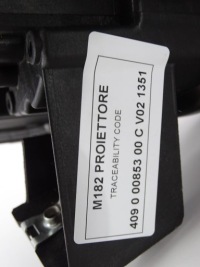 M182 PROIETTORE
TRACEABILITY CODE
409 0 00853 00 C V02 1351